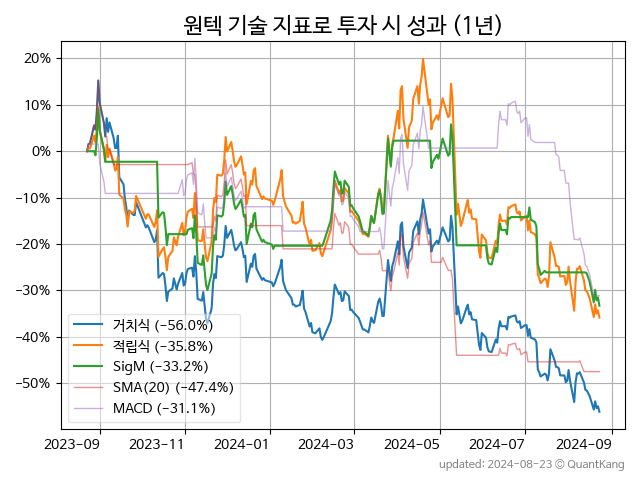 원텍 기술 지표로 투자 시 성과 (1년)
20%
10%
0%
−10%
−20%
−30%
−40%
−50%
거치식 (−56.0%)
적립식 (−35.8%)
SigM (−33.2%)
SMA(20) (−47.4%)
MACD (−31.1%)
2023-09 2023-11 2024-01 2024-03 2024-05 2024-07 2024-09
updated: 2024-08-23 @ QuantKang